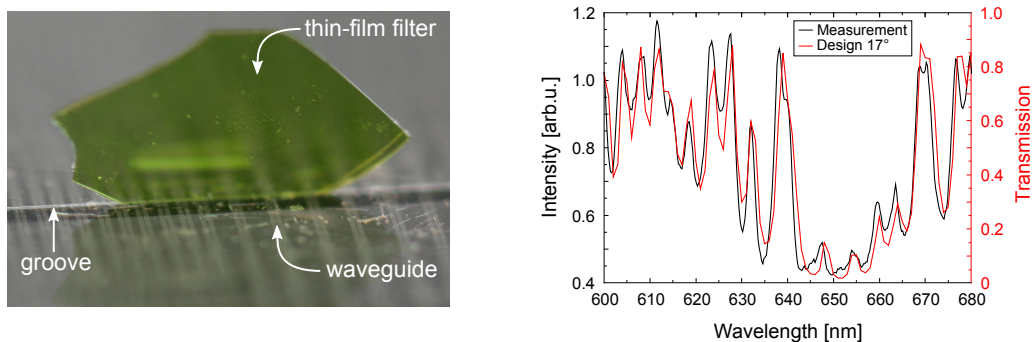 thin-film filter
groove
waveguide
Measurement
Design 17°
Intensity [arb.u.]
1.2
1.0
0.8
0.6
0.4
1.0
0.8
0.6
0.4
0.2
0
Transmission
600 610 620 630 640 650 660 670 680
Wavelength [nm]